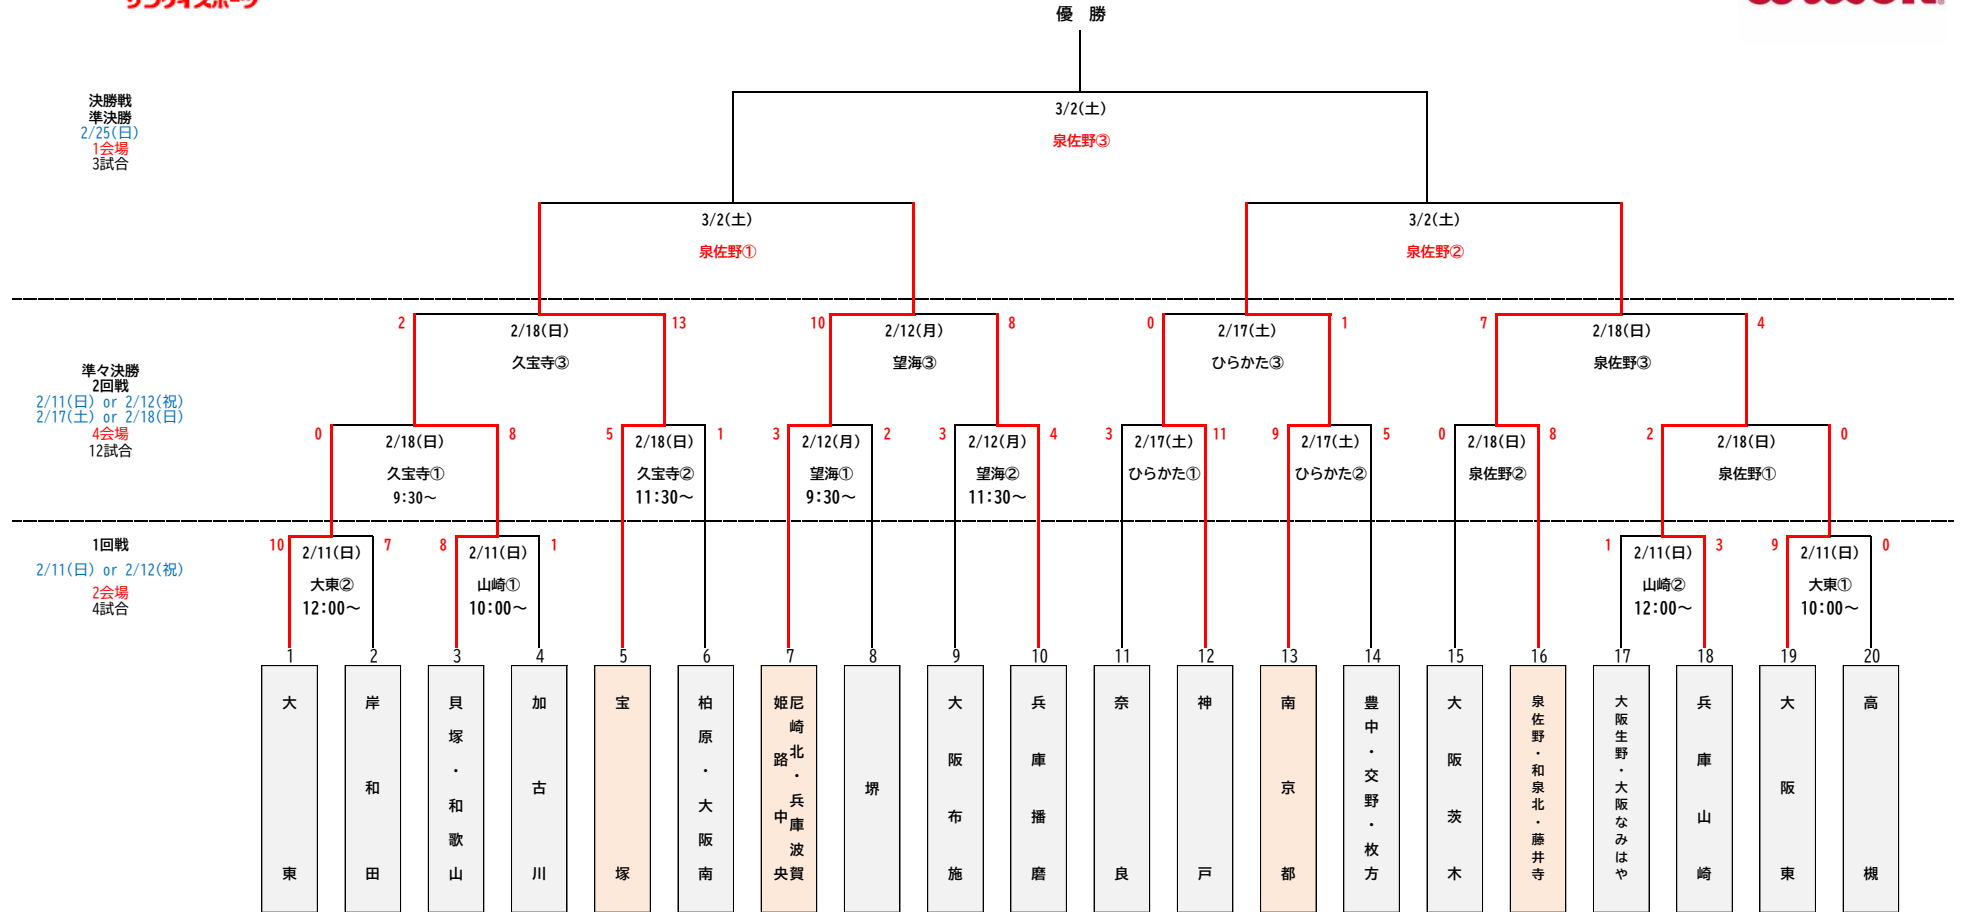 サンケイスポーツ
優　勝
決勝戦
準決勝
2/25(日)
1会場
3試合
3/2(土)
泉佐野③
3/2(土)
泉佐野①
3/2(土)
泉佐野②
準々決勝
2回戦
2/11(日) or 2/12(祝)
2/17(土) or 2/18(日)
4会場
12試合
2
2/18(日)
13
久宝寺③
10
2/12(月)
8
望海③
0
2/17(土)
1
ひらかた③
7
2/18(日)
4
泉佐野③
0
2/18(日)
8
久宝寺①
9:30～
5
2/18(日)
1
久宝寺②
11:30～
3
2/12(月)
2
望海①
9:30～
3
2/12(月)
4
望海②
11:30～
3
2/17(土)
11
ひらかた①
9
2/17(土)
5
ひらかた②
0
2/18(日)
8
泉佐野②
2
2/18(日)
0
泉佐野①
1回戦
2/11(日) or 2/12(祝)
2会場
4試合
10
2/11(日)
7
大東②
12:00～
8
2/11(日)
1
山崎①
10:00～
1
2/11(日)
3
山崎②
12:00～
9
2/11(日)
0
大東①
10:00～
1 2 3 4 5 6 7 8 9 10 11 12 13 14 15 16 17 18 19 20
大東
岸和田
貝塚・和歌山
加古川
宝塚
柏原・大阪南
尼崎北・兵庫波賀
姫路中央
堺
大阪布施
兵庫播磨
奈良
神戸
南京都
豊中・交野・枚方
大阪茨木
泉佐野・和泉北・藤井寺
大阪生野・大阪なみはや
兵庫山崎
大阪東
高槻